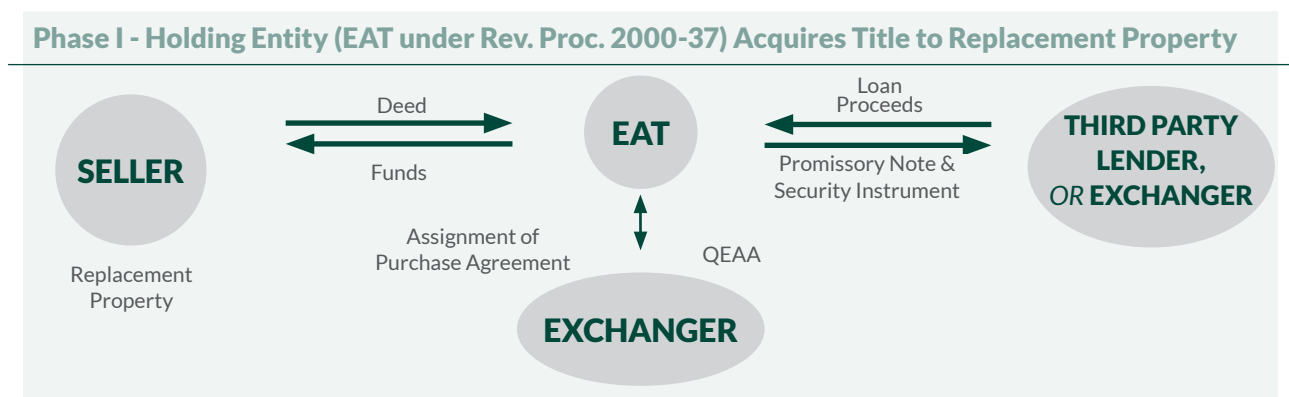 Phase I - Holding Entity (EAT under Rev. Proc. 2000-37) Acquires Title to Replacement Property
SELLER
Replacement
Property
Deed
Funds
EAT
Loan
Proceeds
Promissory Note &
Security Instrument
THIRD PARTY
LENDER,
OR EXCHANGER
Assignment of
Purchase Agreement
QEAA
EXCHANGER